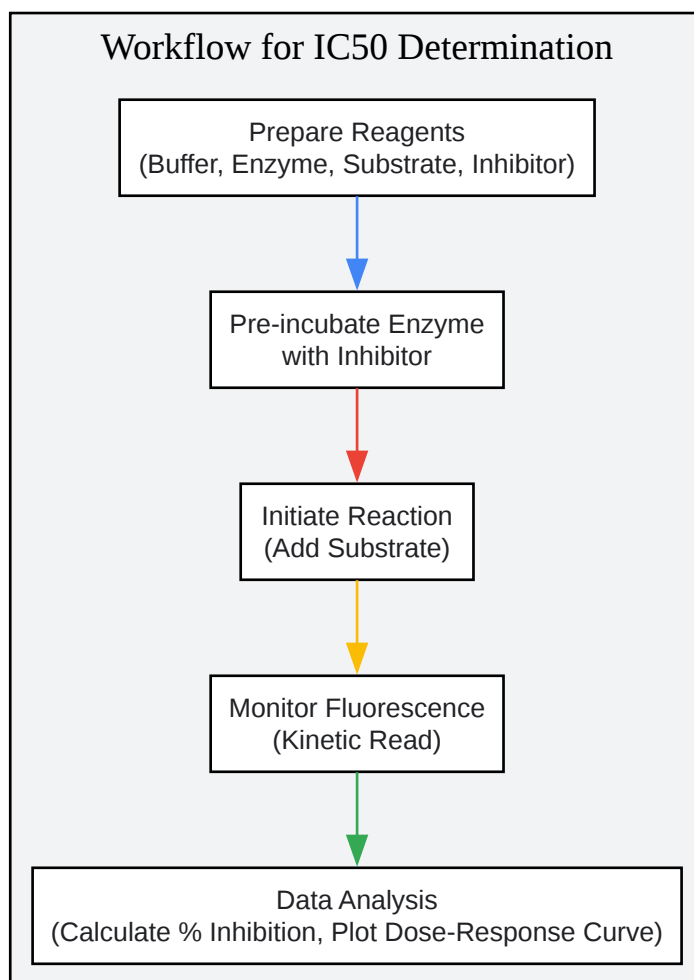 Workflow for IC50 Determination
Prepare Reagents
(Buffer, Enzyme, Substrate, Inhibitor)
Pre-incubate Enzyme
with Inhibitor
Initiate Reaction
(Add Substrate)
Monitor Fluorescence
(Kinetic Read)
Data Analysis
(Calculate % Inhibition, Plot Dose-Response Curve)